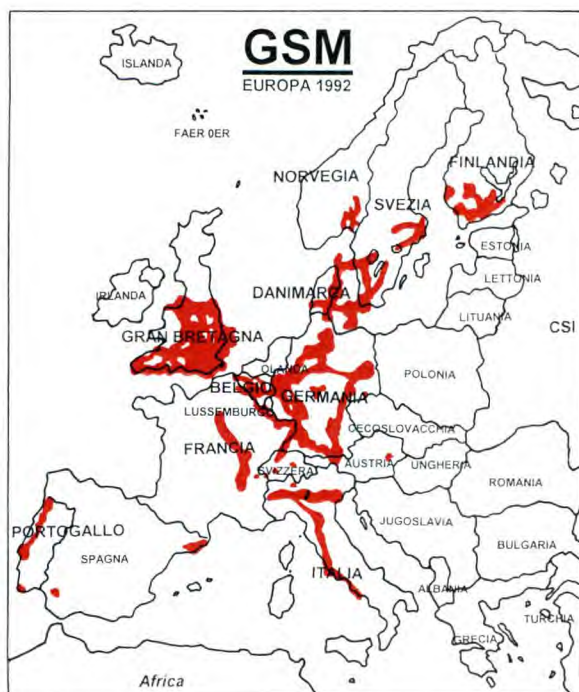 GSM
EUROPA 1992
ISLANDA
FAER 0ER
NORVEGIA
FINLANDIA
SVEZIA
ESTONIA
LETTONIA
LITUANIA
CSI
DANIMARCA
IRLANDA
GRAN BRETAGNA
OLANDA
POLONIA
BELGIO
GERMANIA
LUSSEMBURGO
CECOSLOVACCHIA
FRANCIA
SVIZZERA
AUSTRIA
UNGHERIA
ROMANIA
JUGOSLAVIA
PORTOGALLO
SPAGNA
BULGARIA
ITALIA
ALBANIA
TURCHIA
GRECIA
Africa